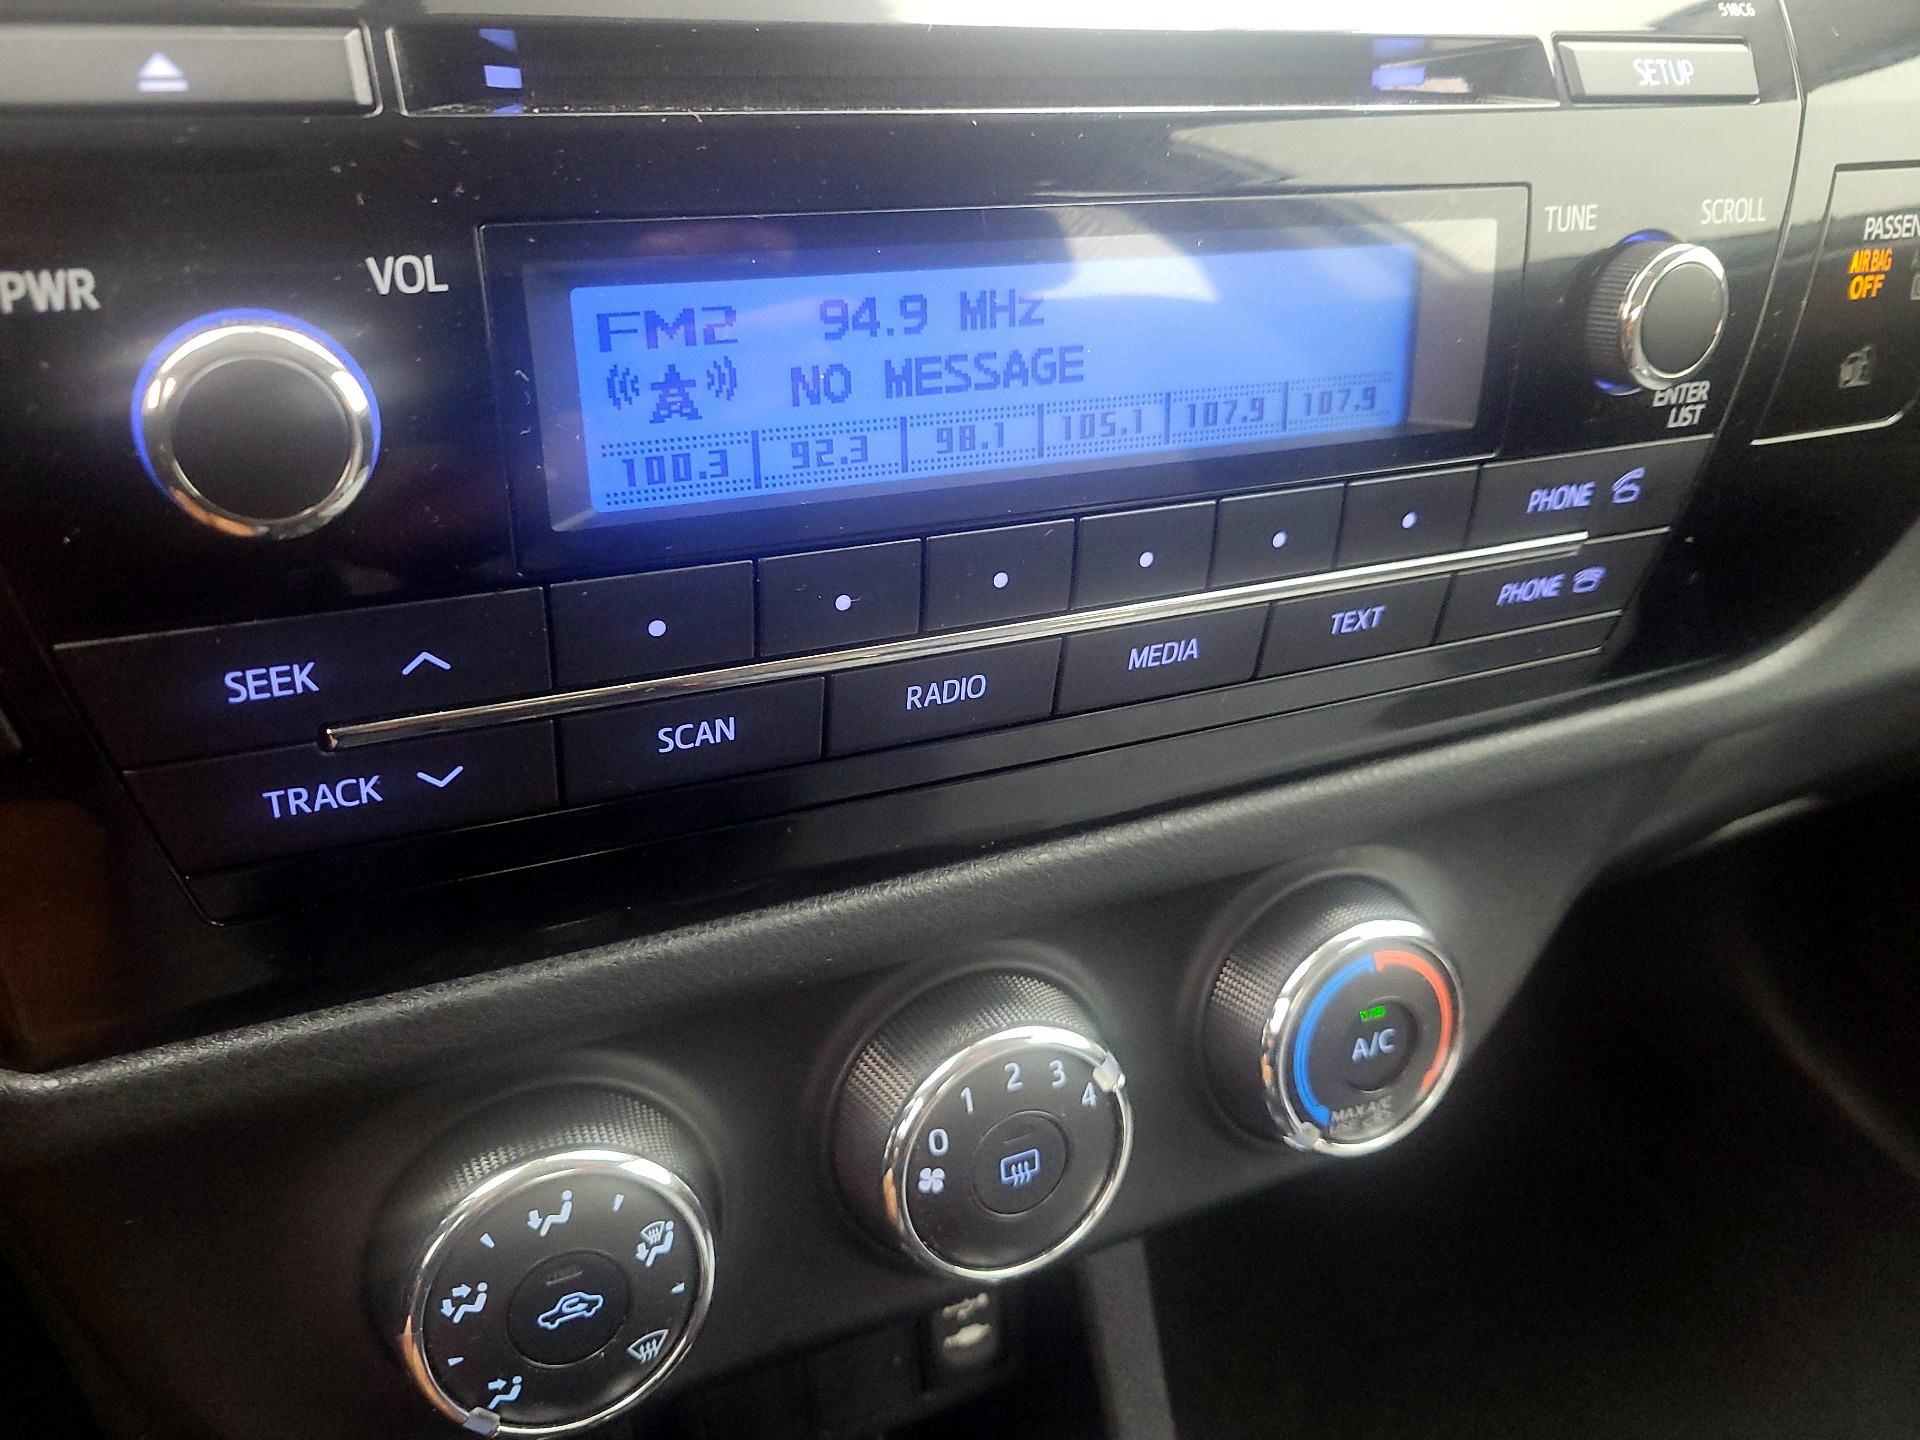 518C6
SETUP
PWR
VOL
TUNE
SCROLL
PASSEN
AIR BAG
OFF
FM2 94.9 MHz
NO MESSAGE
100.3 92.3 98.1 105.1 107.9 107.9
ENTER
LIST
PHONE
SEEK
TRACK
SCAN
RADIO
MEDIA
TEXT
PHONE
0 1 2 3 4
A/C
MAX A/C